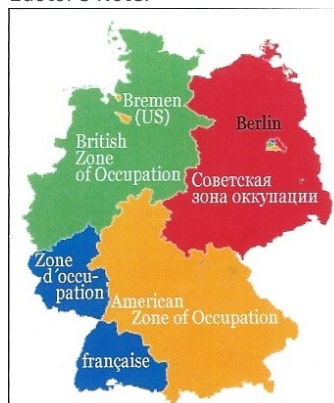 Bremen
(US)
British
Zone
of Occupation
Berlin
Советская
зона оккупации
Zone
d'occu-
pation
American
Zone of Occupation
française